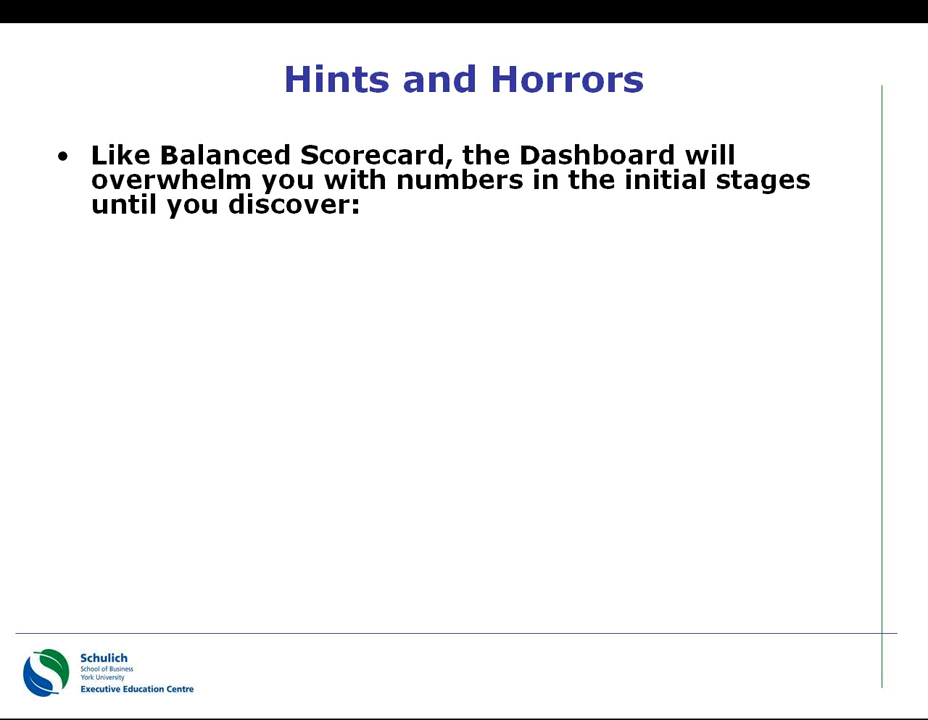 Hints and Horrors
• Like Balanced Scorecard, the Dashboard will
overwhelm you with numbers in the initial stages
until you discover:
Schulich
School of Business
York University
Executive Education Centre